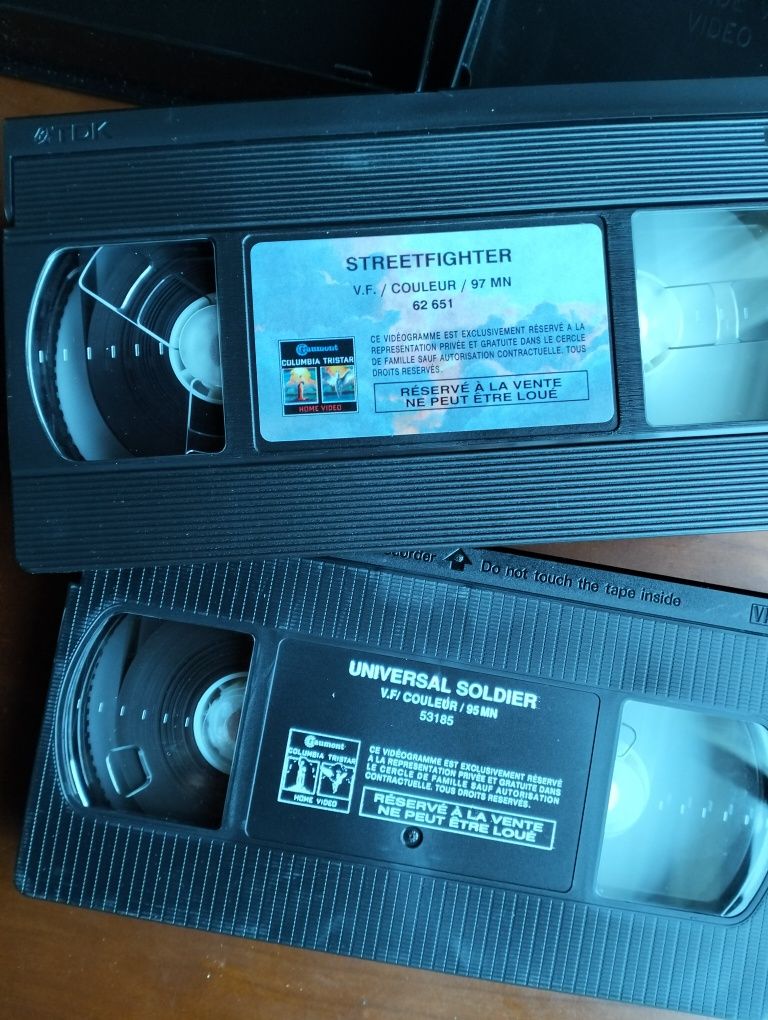 VIDEO
TDK
STREETFIGHTER
V.F. / COULEUR / 97 MN
62 651
Gaumont
COLUMBIA TRISTAR
HOME VIDEO
CE VIDÉOGRAMME EST EXCLUSIVEMENT RÉSERVÉ A LA
REPRESENTATION PRIVÉE ET GRATUITE DANS LE CERCLE
DE FAMILLE SAUF AUTORISATION CONTRACTUELLE. TOUS
DROITS RESERVÉS.
RÉSERVÉ À LA VENTE
NE PEUT ÊTRE LOUÉ
Do not touch the tape inside
UNIVERSAL SOLDIER
V.F/ COULEUR / 95 MN
53185
Gaumont
COLUMBIA TRISTAR
HOME VIDEO
CE VIDÉOGRAMME EST EXCLUSIVEMENT RÉSERVÉ
A LA REPRÉSENTATION PRIVÉE ET GRATUITE DANS
LE CERCLE DE FAMILLE SAUF AUTORISATION
CONTRACTUELLE. TOUS DROITS RESERVÉS.
RÉSERVÉ À LA VENTE
NE PEUT ÊTRE LOUÉ